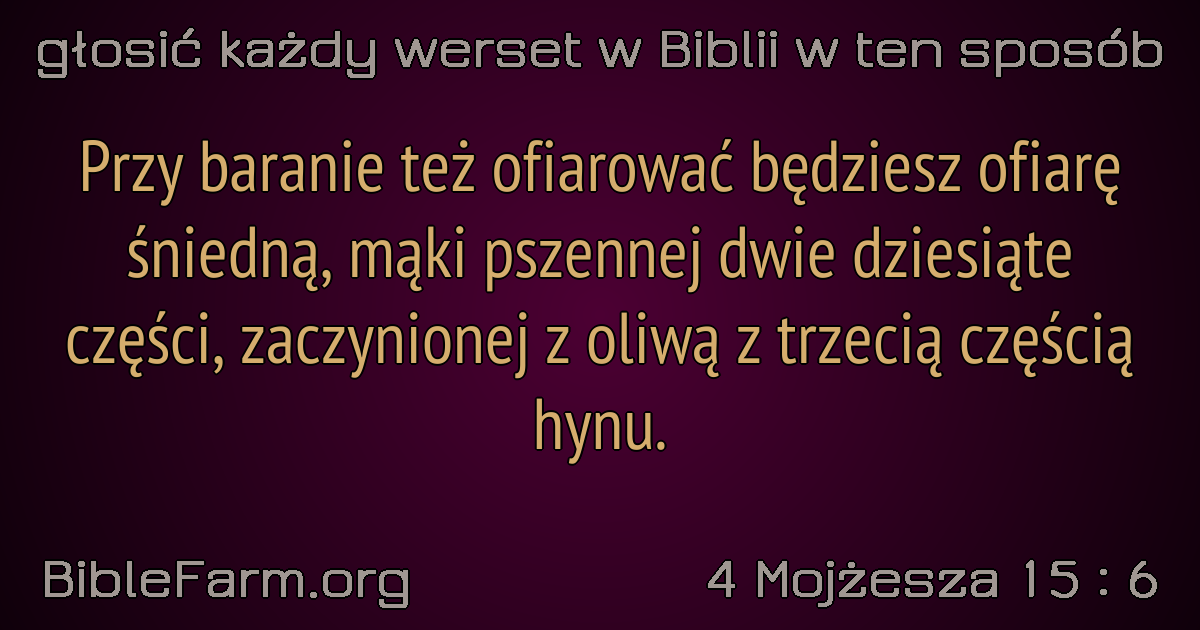 głosić każdy werset w Biblii w ten sposób
Przy baranie też ofiarować będziesz ofiarę
śniedną, mąki pszennej dwie dziesiąte
części, zaczynionej z oliwą z trzecią częścią
hynu.
BibleFarm.org
4 Mojżesza 15 : 6